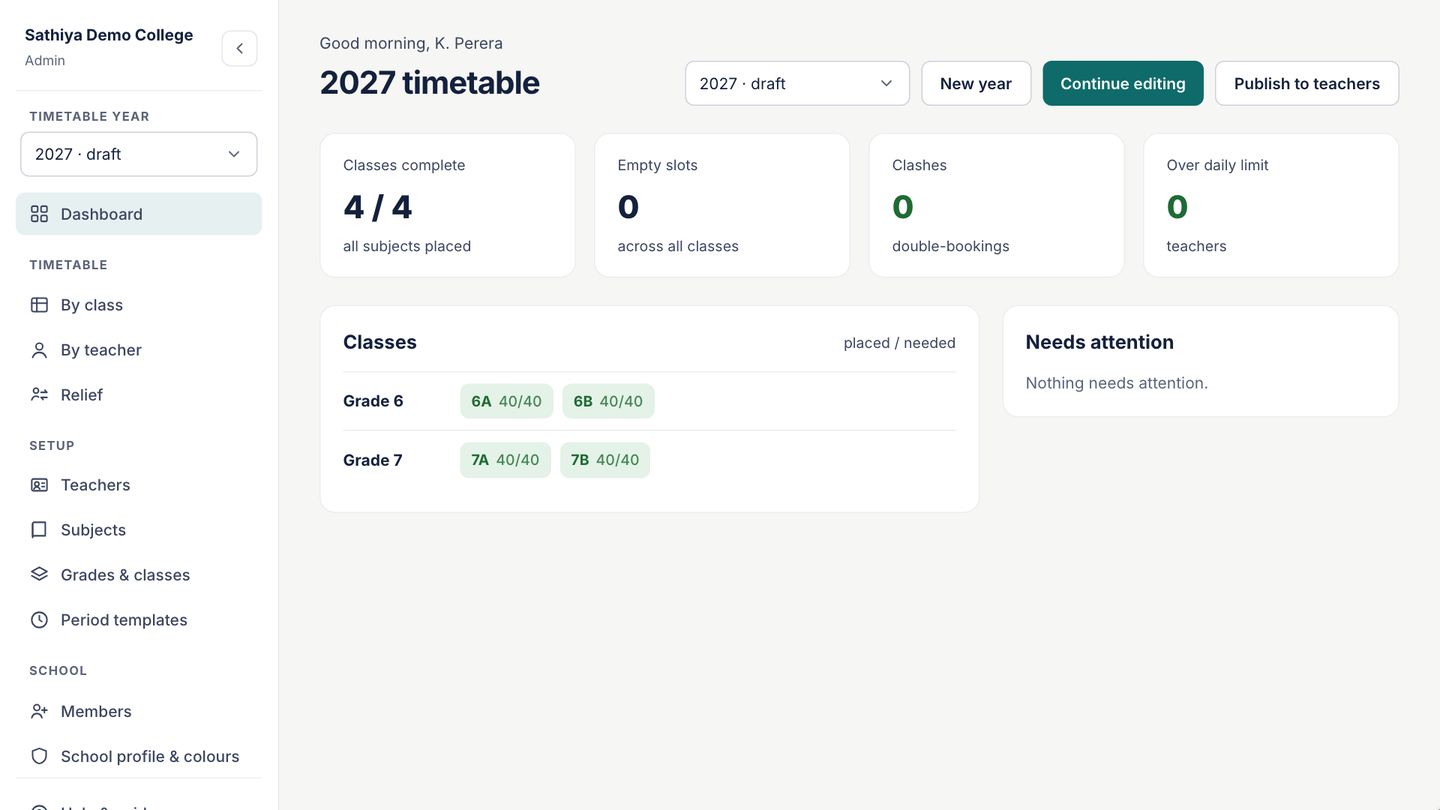 Sathiya Demo College
Admin
TIMETABLE YEAR
2027 · draft
Dashboard
TIMETABLE
By class
By teacher
Relief
SETUP
Teachers
Subjects
Grades & classes
Period templates
SCHOOL
Members
School profile & colours
Good morning, K. Perera
2027 timetable
2027 · draft
New year
Continue editing
Publish to teachers
Classes complete
4 / 4
all subjects placed
Empty slots
0
across all classes
Clashes
0
double-bookings
Over daily limit
0
teachers
Classes
placed / needed
Grade 6
6A 40/40
6B 40/40
Grade 7
7A 40/40
7B 40/40
Needs attention
Nothing needs attention.